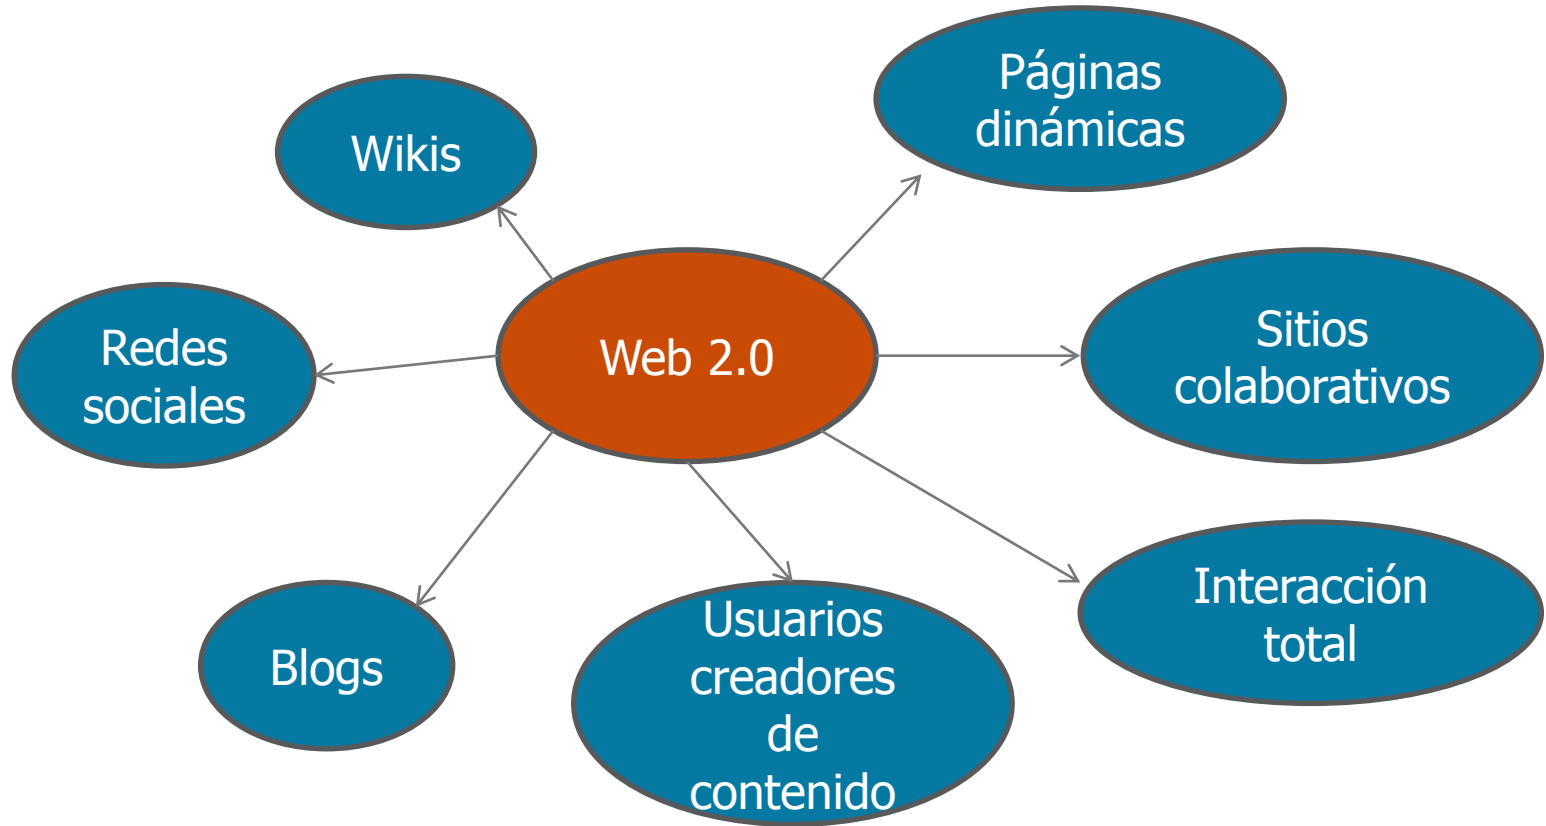 Páginas
dinámicas
Wikis
Web 2.0
Sitios
colaborativos
Redes
sociales
Interacción
total
Blogs
Usuarios
creadores
de
contenido